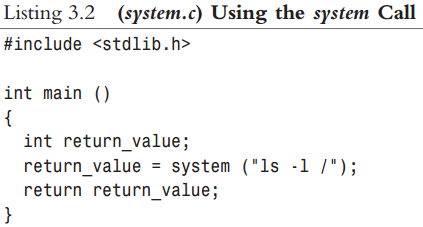 Listing 3.2 (system.c) Using the system Call
#include <stdlib.h>
int main ()
{
int return_value;
return_value = system ("ls -l /");
return return_value;
}